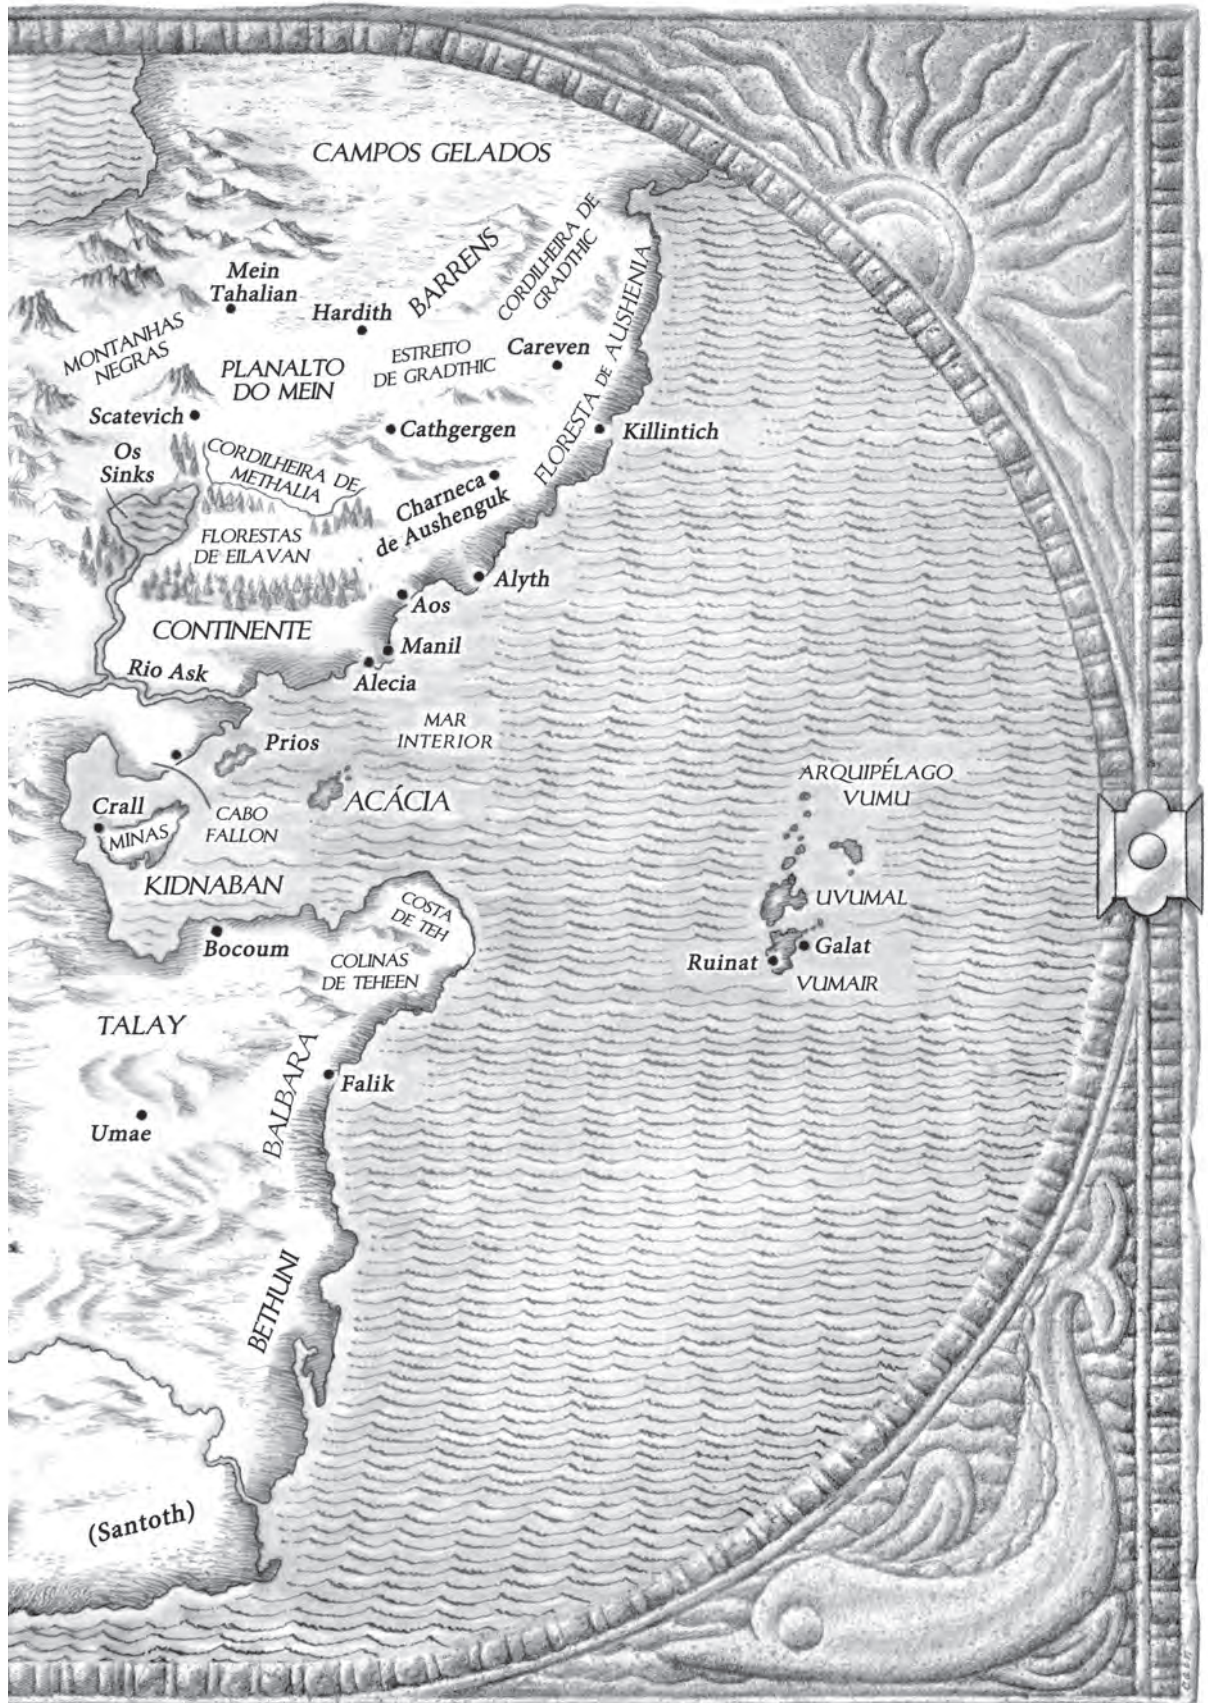 CAMPOS GELADOS
BARRENS
CORDILHEIRA DE
GRADTHIC
Mein
Tahalian
Hardith
MONTANHAS
NEGRAS
PLANALTO
DO MEIN
ESTREITO
DE GRADTHIC
Careven
FLORESTA DE AUSHENIA
Scatevich
Cathgergen
Killintich
Os
Sinks
CORDILHEIRA DE
METHALIA
Charneca
de Aushenguk
FLORESTAS
DE EILAVAN
Alyth
Aos
CONTINENTE
Manil
Rio Ask
Alecia
MAR
INTERIOR
Prios
ARQUIPÉLAGO
VUMU
ACÁCIA
Crall
MINAS
CABO
FALLON
KIDNABAN
UVUMAL
COSTA
DE TEH
Bocoum
Galat
COLINAS
DE TEHEEN
Ruinat
VUMAIR
TALAY
BALBARA
Falik
Umae
BETHUNI
(Santoth)